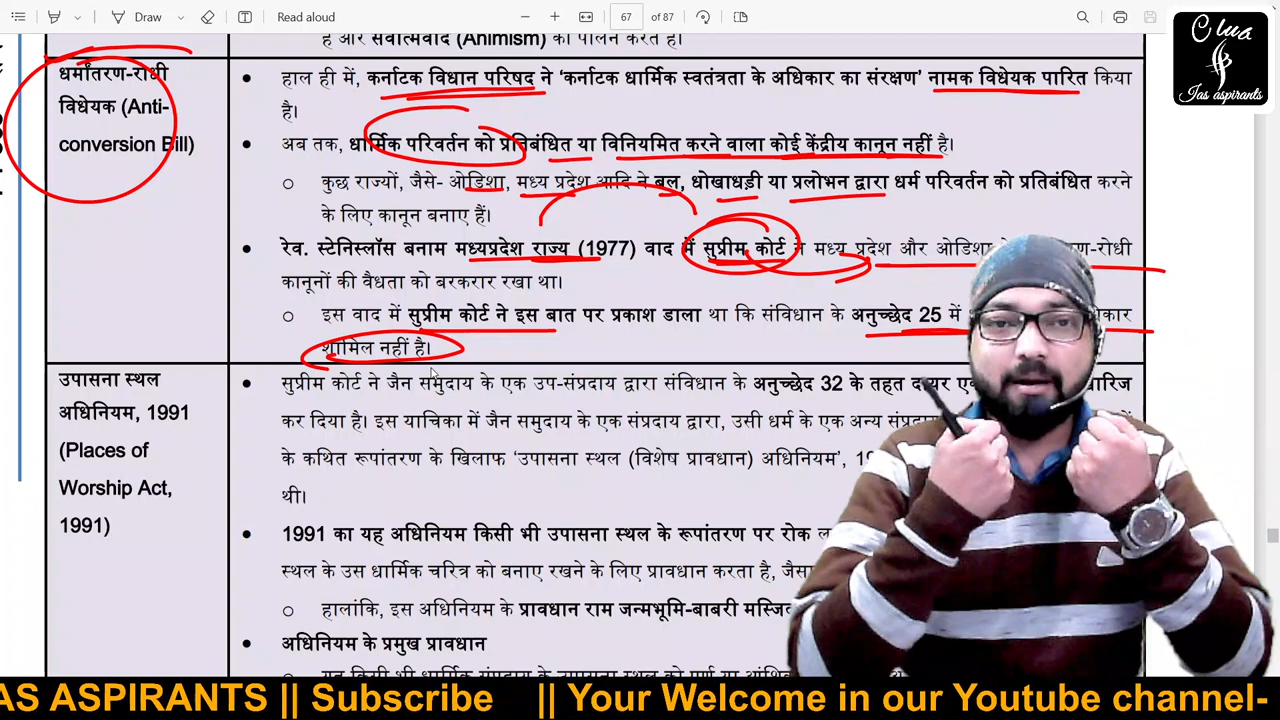 Draw
Read aloud
67
of 87
Clua
Ias aspirants
है और सर्वात्मवाद (Animism) का पालन करते हैं।
धर्मांतरण-रोधी
विधेयक (Anti-
conversion Bill)
हाल ही में, कर्नाटक विधान परिषद ने 'कर्नाटक धार्मिक स्वतंत्रता के अधिकार का संरक्षण' नामक विधेयक पारित किया
है।
अब तक, धार्मिक परिवर्तन को प्रतिबंधित या विनियमित करने वाला कोई केंद्रीय कानून नहीं है।
कुछ राज्यों, जैसे- ओडिशा, मध्य प्रदेश आदि ने बल, धोखाधड़ी या प्रलोभन द्वारा धर्म परिवर्तन को प्रतिबंधित करने
के लिए कानून बनाए हैं।
रेव. स्टेनिस्लॉस बनाम मध्यप्रदेश राज्य (1977) वाद में सुप्रीम कोर्ट ने मध्य प्रदेश और ओडिशा
कानूनों की वैधता को बरकरार रखा था।
इस वाद में सुप्रीम कोर्ट ने इस बात पर प्रकाश डाला था कि संविधान के अनुच्छेद 25 में
शामिल नहीं है।
उपासना स्थल
अधिनियम, 1991
(Places of
Worship Act,
1991)
सुप्रीम कोर्ट ने जैन समुदाय के एक उप-संप्रदाय द्वारा संविधान के अनुच्छेद 32 के तहत
कर दिया है। इस याचिका में जैन समुदाय के एक संप्रदाय द्वारा, उसी धर्म के एक अन्य
के कथित रूपांतरण के खिलाफ 'उपासना स्थल (विशेष प्रावधान) अधिनियम',
थी।
1991 का यह अधिनियम किसी भी उपासना स्थल के रूपांतरण पर रोक
स्थल के उस धार्मिक चरित्र को बनाए रखने के लिए प्रावधान करता है,
हालांकि, इस अधिनियम के प्रावधान राम जन्मभूमि-बाबरी मस्जिद
अधिनियम के प्रमुख प्रावधान
IAS ASPIRANTS || Subscribe || Your Welcome in our Youtube channel-